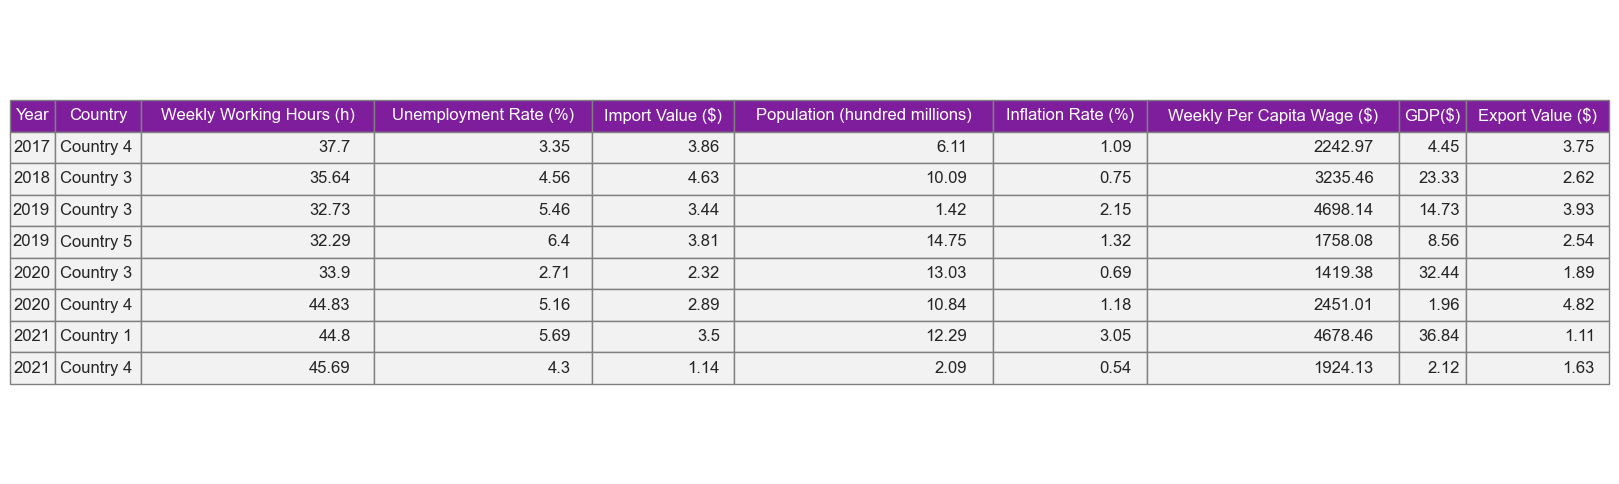 Year Country Weekly Working Hours (h) Unemployment Rate (%) Import Value ($) Population (hundred millions) Inflation Rate (%) Weekly Per Capita Wage ($) GDP($) Export Value ($)
2017 Country 4 37.7 3.35 3.86 6.11 1.09 2242.97 4.45 3.75
2018 Country 3 35.64 4.56 4.63 10.09 0.75 3235.46 23.33 2.62
2019 Country 3 32.73 5.46 3.44 1.42 2.15 4698.14 14.73 3.93
2019 Country 5 32.29 6.4 3.81 14.75 1.32 1758.08 8.56 2.54
2020 Country 3 33.9 2.71 2.32 13.03 0.69 1419.38 32.44 1.89
2020 Country 4 44.83 5.16 2.89 10.84 1.18 2451.01 1.96 4.82
2021 Country 1 44.8 5.69 3.5 12.29 3.05 4678.46 36.84 1.11
2021 Country 4 45.69 4.3 1.14 2.09 0.54 1924.13 2.12 1.63